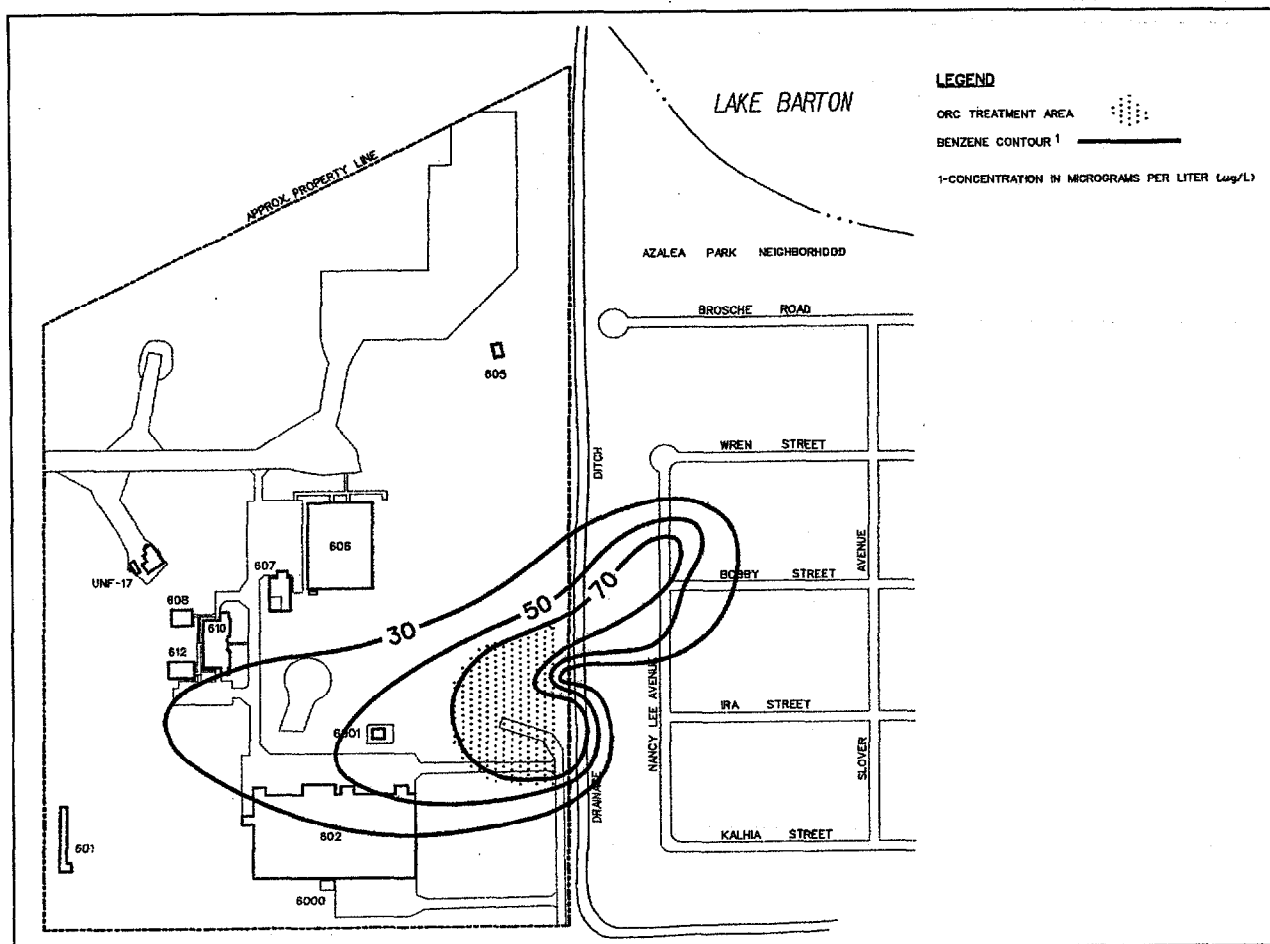 LAKE BARTON
LEGEND
ORC TREATMENT AREA
BENZENE CONTOUR 1
1-CONCENTRATION IN MICROGRAMS PER LITER (ug/L)
APPROX. PROPERTY LINE
AZALEA PARK NEIGHBORHOOD
BROSCHE ROAD
605
WREN STREET
DITCH
606
607
UNF-17
AVENUE
BOBBY STREET
70
50
30
608
610
612
NANCY LEE AVENUE
IRA STREET
SLOVER
6001
DRAINAGE
602
KALHIA STREET
601
6000